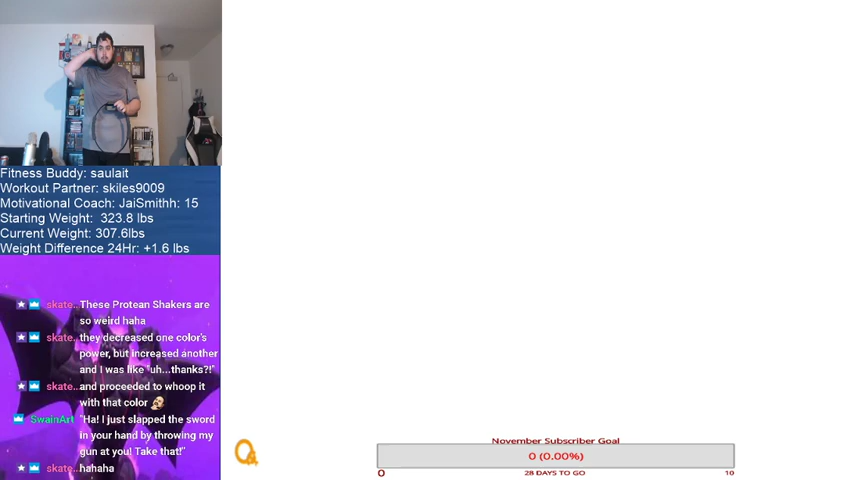 Fitness Buddy: saulait
Workout Partner: skiles9009
Motivational Coach: JaiSmithh: 15
Starting Weight:  323.8 lbs
Current Weight: 307.6lbs
Weight Difference 24Hr: +1.6 lbs
skate.. These Protean Shakers are
so weird haha
skate.. they decreased one color's
power, but increased another
and I was like "uh...thanks?!"
skate.. and proceeded to whoop it
with that color
SwainArt "Ha! I just slapped the sword
in your hand by throwing my
gun at you! Take that!"
skate.. hahaha
November Subscriber Goal
0 (0.00%)
0 28 DAYS TO GO 10